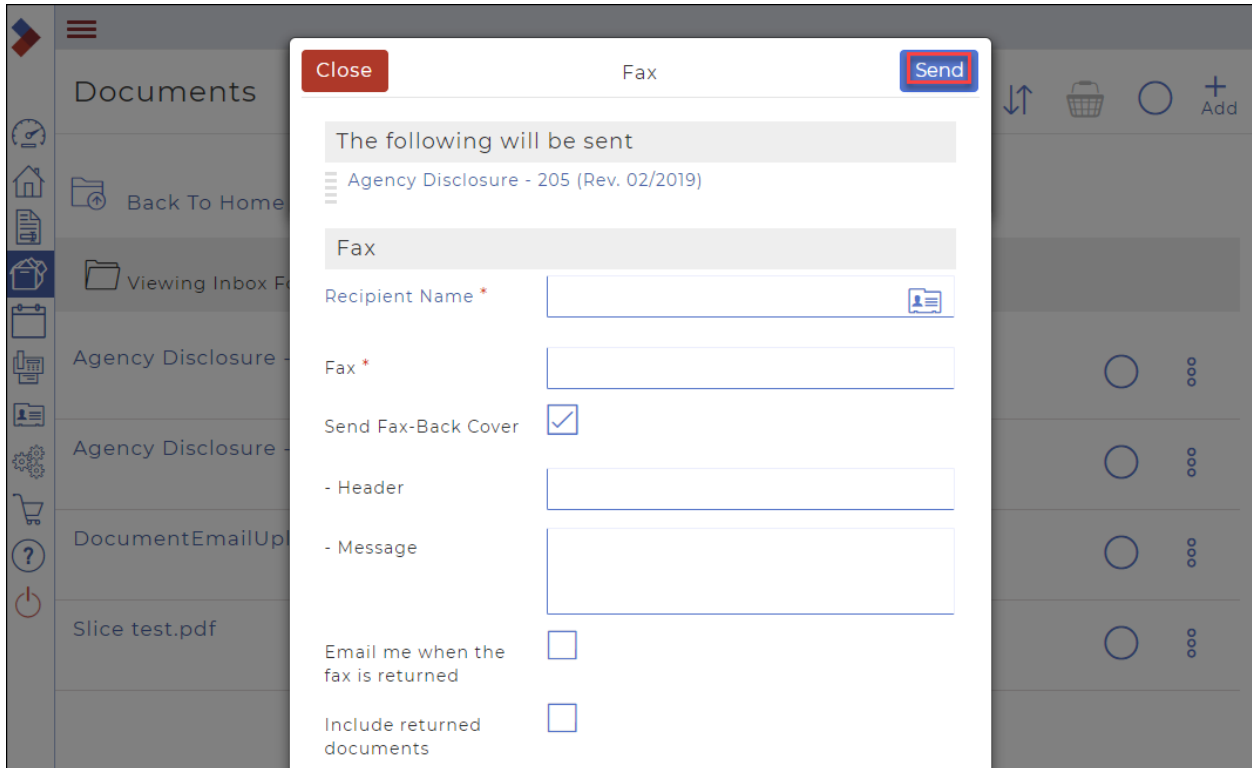 Close
Fax
Send
Documents
Add
The following will be sent
Agency Disclosure - 205 (Rev. 02/2019)
Back To Home
Fax
Viewing Inbox Fo
Recipient Name *
Agency Disclosure -
Fax *
Send Fax-Back Cover
Agency Disclosure -
- Header
DocumentEmailUpl
- Message
?
Slice test.pdf
Email me when the
fax is returned
Include returned
documents